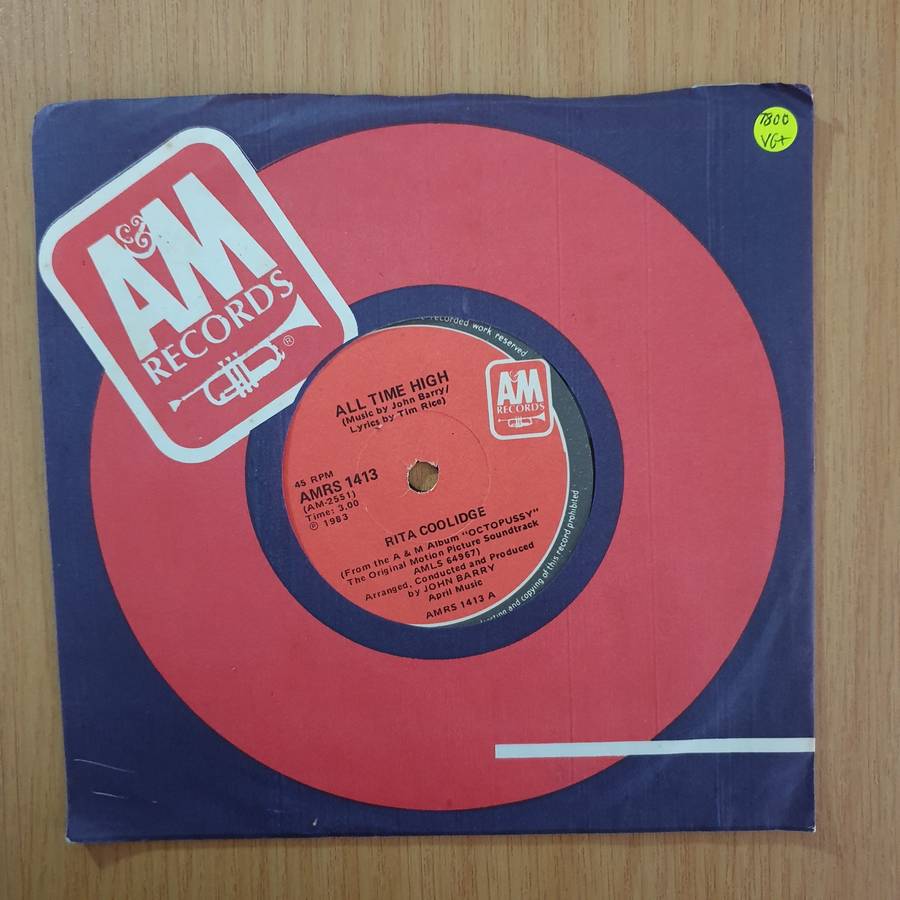 T800
VG+
A&M
RECORDS
®
recorded work reserved
ALL TIME HIGH
(Music by John Barry/
Lyrics by Tim Rice)
A&M
RECORDS
45 RPM
AMRS 1413
(AM-2551)
Time: 3.00
℗ 1983
RITA COOLIDGE
(From the A & M Album "OCTOPUSSY"
The Original Motion Picture Soundtrack
AMLS 64967)
Arranged, Conducted and Produced
by JOHN BARRY
April Music
AMRS 1413 A
and copying of this record prohibited